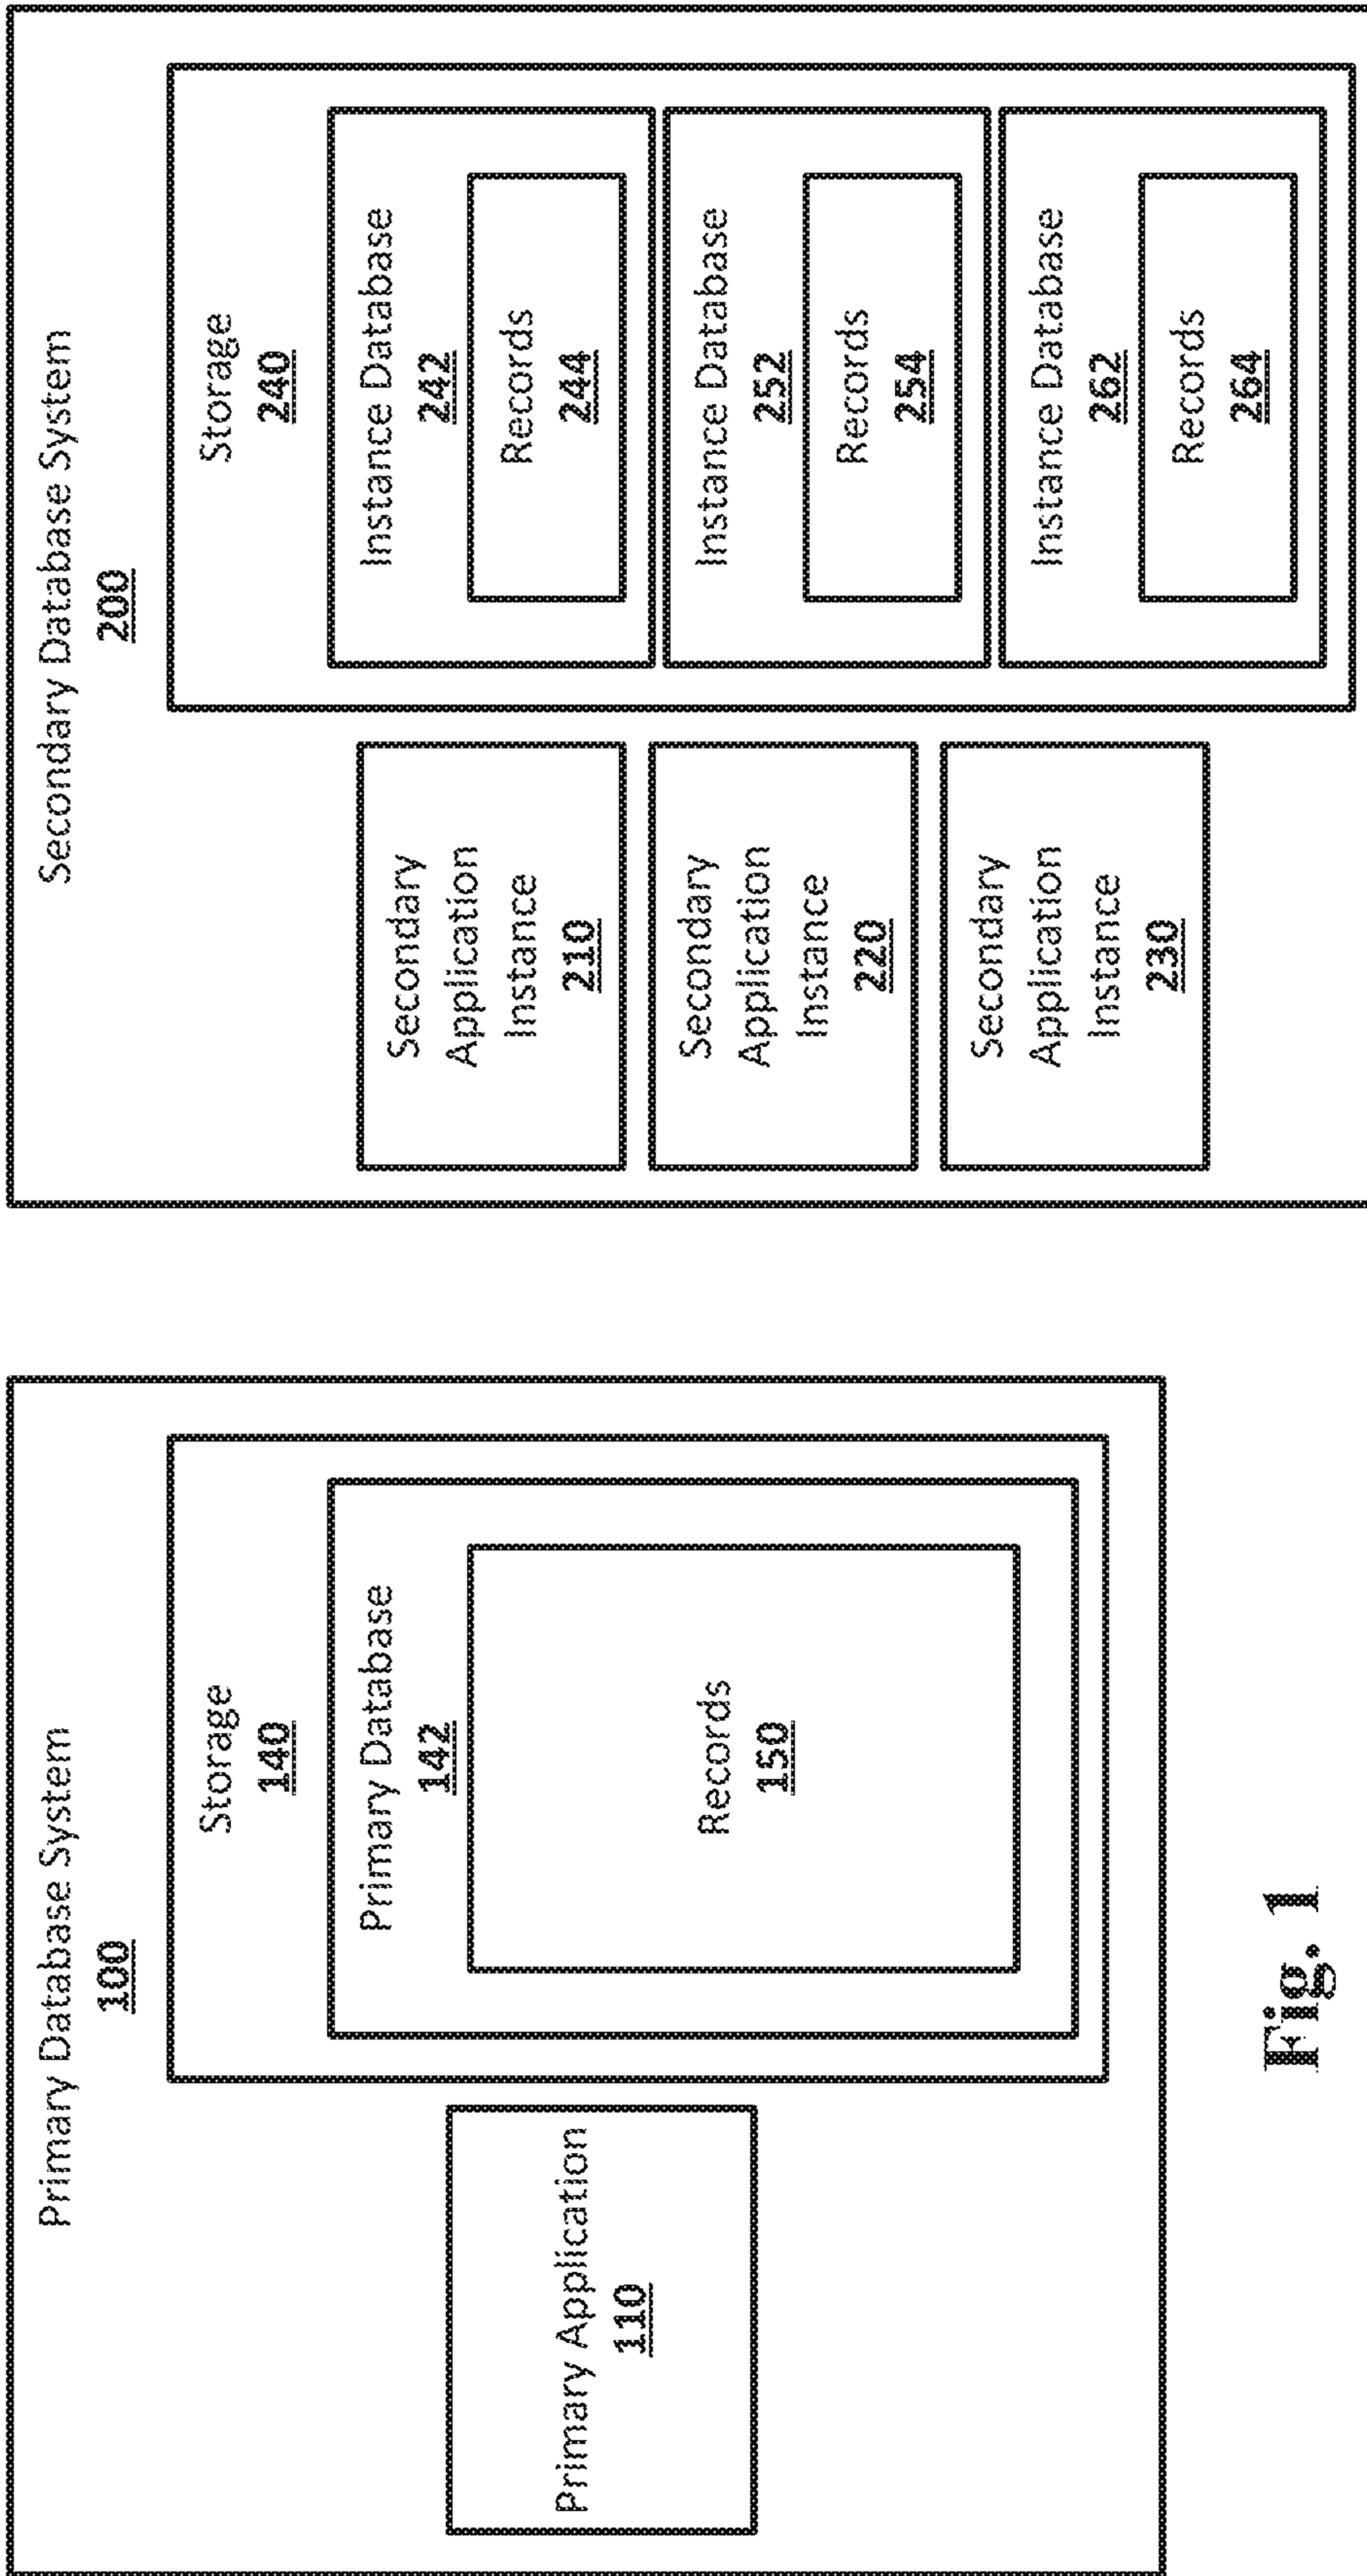 Primary Database System
100
Primary Application
110
Storage
140
Primary Database
142
Records
150
Secondary Database System
200
Secondary
Application
Instance
210
Secondary
Application
Instance
220
Secondary
Application
Instance
230
Storage
240
Instance Database
242
Records
244
Instance Database
252
Records
254
Instance Database
262
Records
264
Fig. 1